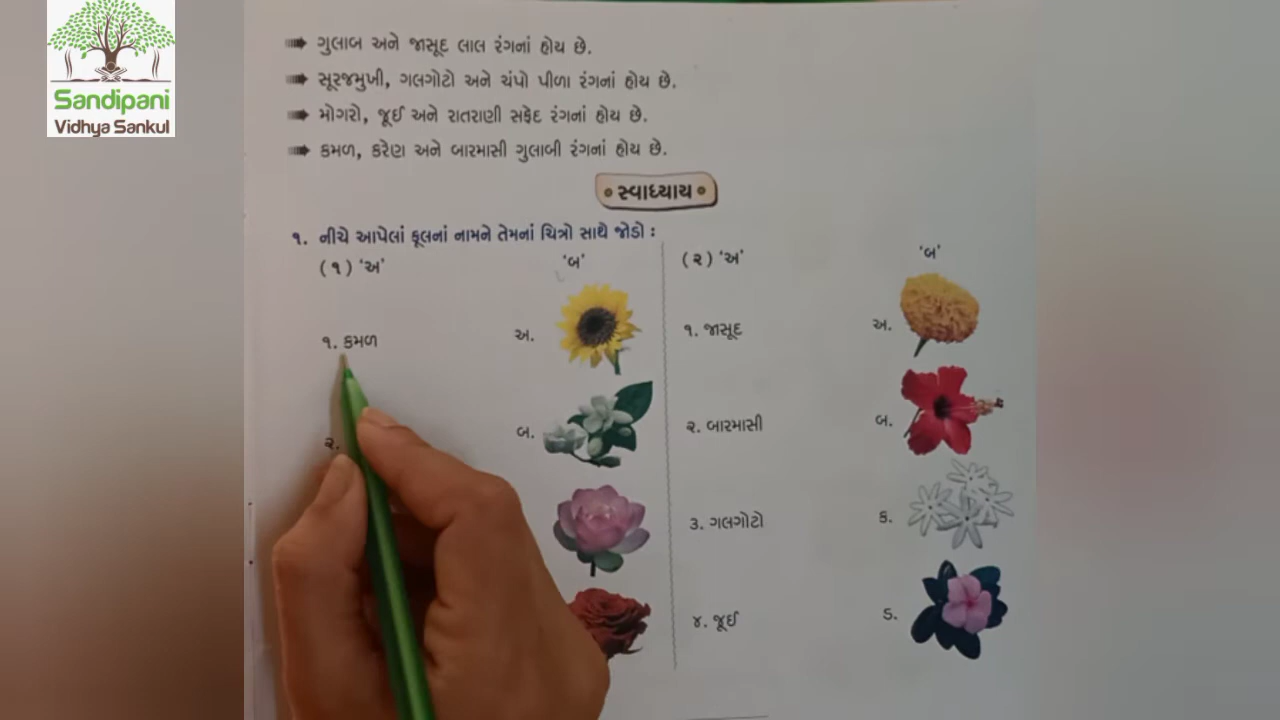 Sandipani
Vidhya Sankul
ગુલાબ અને જાસૂદ લાલ રંગનાં હોય છે.
સૂરજમુખી, ગલગોટો અને ચંપો પીળા રંગનાં હોય છે.
મોગરો, જૂઈ અને રાતરાણી સફેદ રંગનાં હોય છે.
કમળ, કરેણ અને બારમાસી ગુલાબી રંગનાં હોય છે.
સ્વાધ્યાય
૧. નીચે આપેલાં ફૂલનાં નામને તેમનાં ચિત્રો સાથે જોડો :
(૧) ‘અ’ ‘બ’
૧. કમળ અ.
૨. બ.
(૨) ‘અ’ ‘બ’
૧. જાસૂદ અ.
૨. બારમાસી બ.
૩. ગલગોટો ક.
૪. જૂઈ ડ.